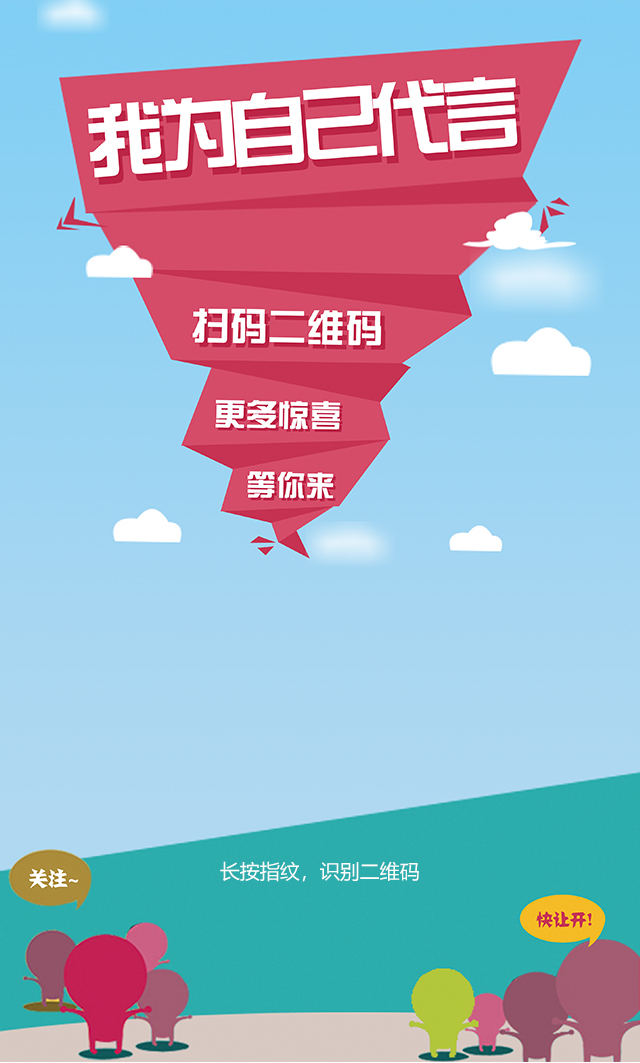 我为自己代言
扫码二维码
更多惊喜
等你来
长按指纹，识别二维码
关注~
快让开!